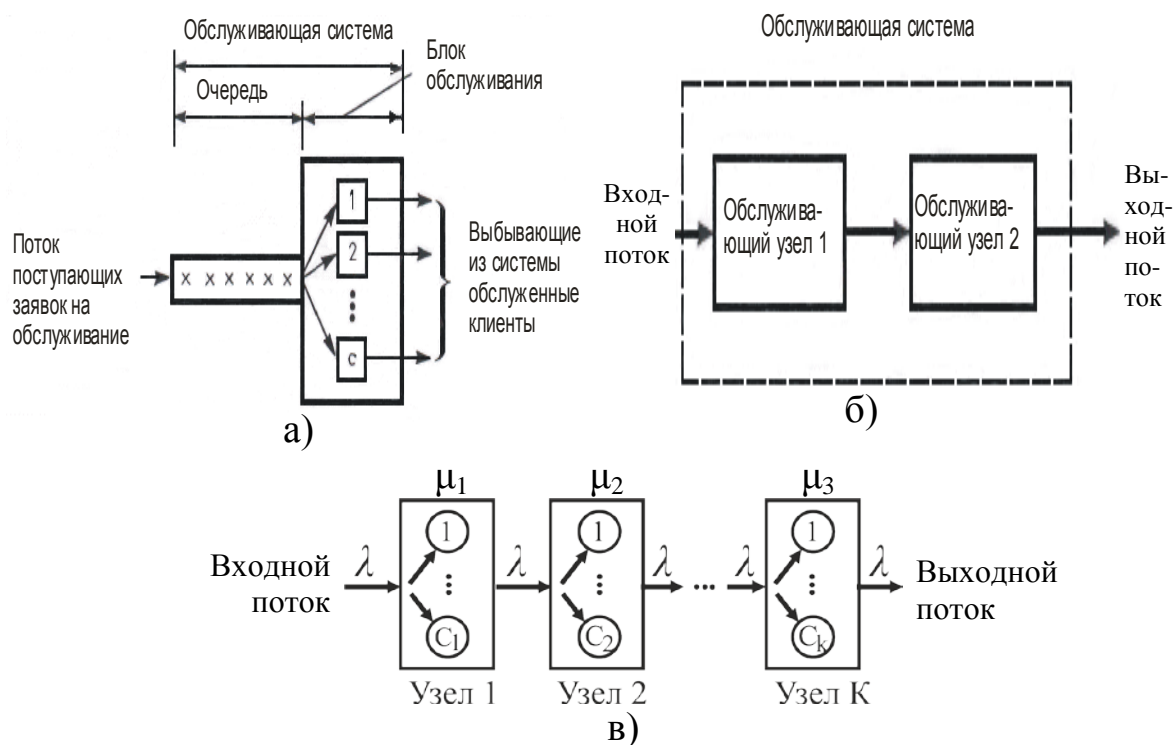 Обслуживающая система
Очередь
Блок
обслуживания
Поток
поступающих
заявок на
обслуживание
x x x x x x
1
2
c
Выбывающие
из системы
обслуженные
клиенты
а)
Обслуживающая система
Вход-
ной
поток
Обслужива-
ющий узел 1
Обслужива-
ющий узел 2
Вы-
ход-
ной
по-
ток
б)
Входной
поток
λ
μ1
1
C1
Узел 1
λ
μ2
1
C2
Узел 2
λ
...
λ
μ3
1
Ck
Узел К
λ
Выходной
поток
в)